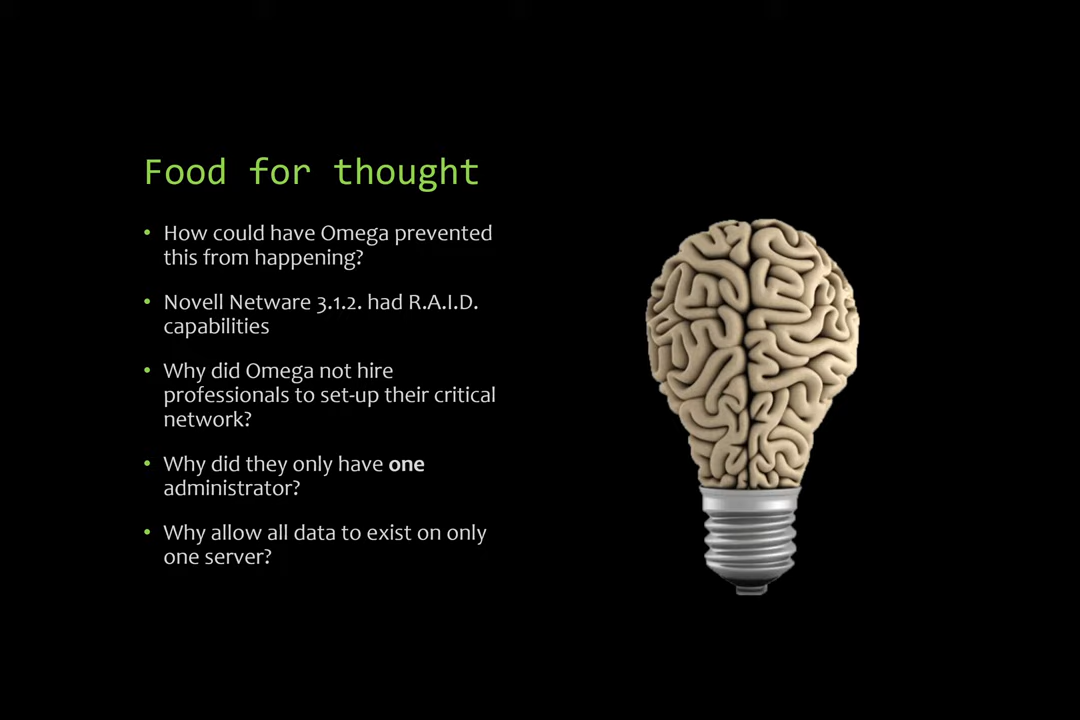 Food for thought
• How could have Omega prevented
this from happening?
• Novell Netware 3.1.2. had R.A.I.D.
capabilities
• Why did Omega not hire
professionals to set-up their critical
network?
• Why did they only have one
administrator?
• Why allow all data to exist on only
one server?